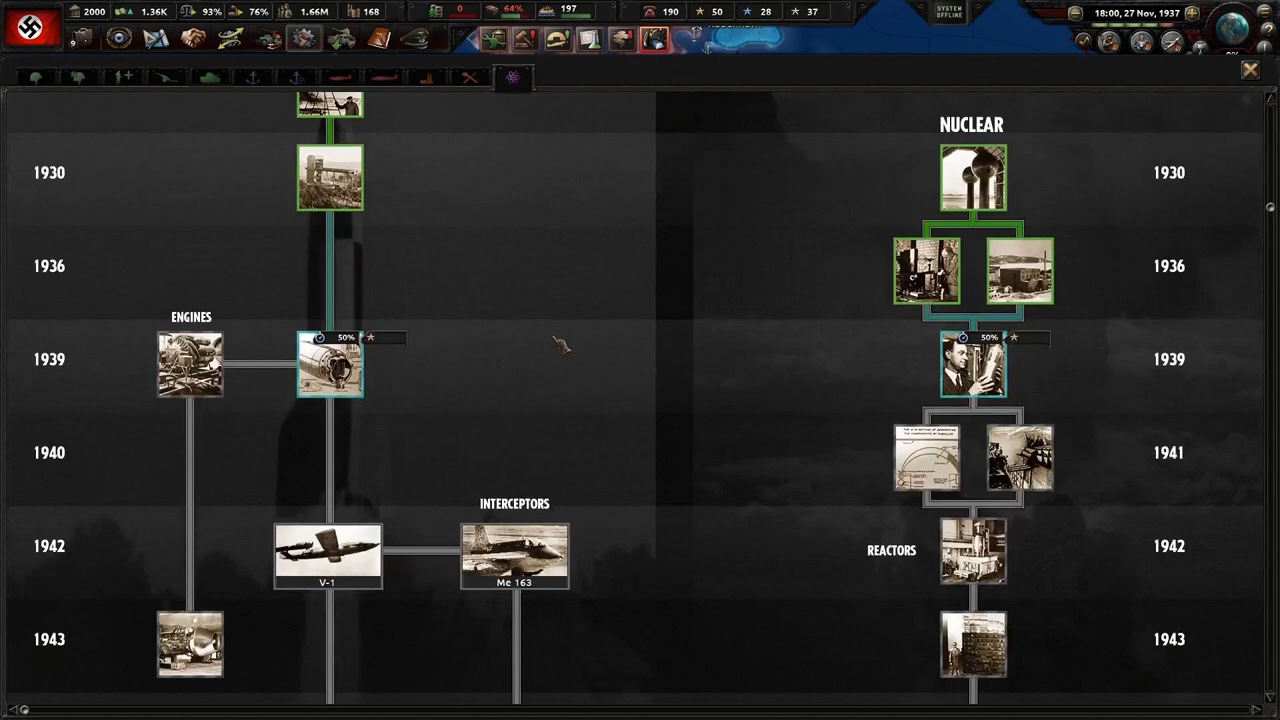 2000 1.36K 93% 76% 1.66M 168 0 64% 197 190 50 28 37 SYSTEM OFFLINE 18:00, 27 Nov, 1937
9
0%
NUCLEAR
1930 1930
1936 1936
ENGINES
50% 50%
1939 1939
1940 1941
INTERCEPTORS
1942 REACTORS 1942
V-1 Me 163
1943 1943